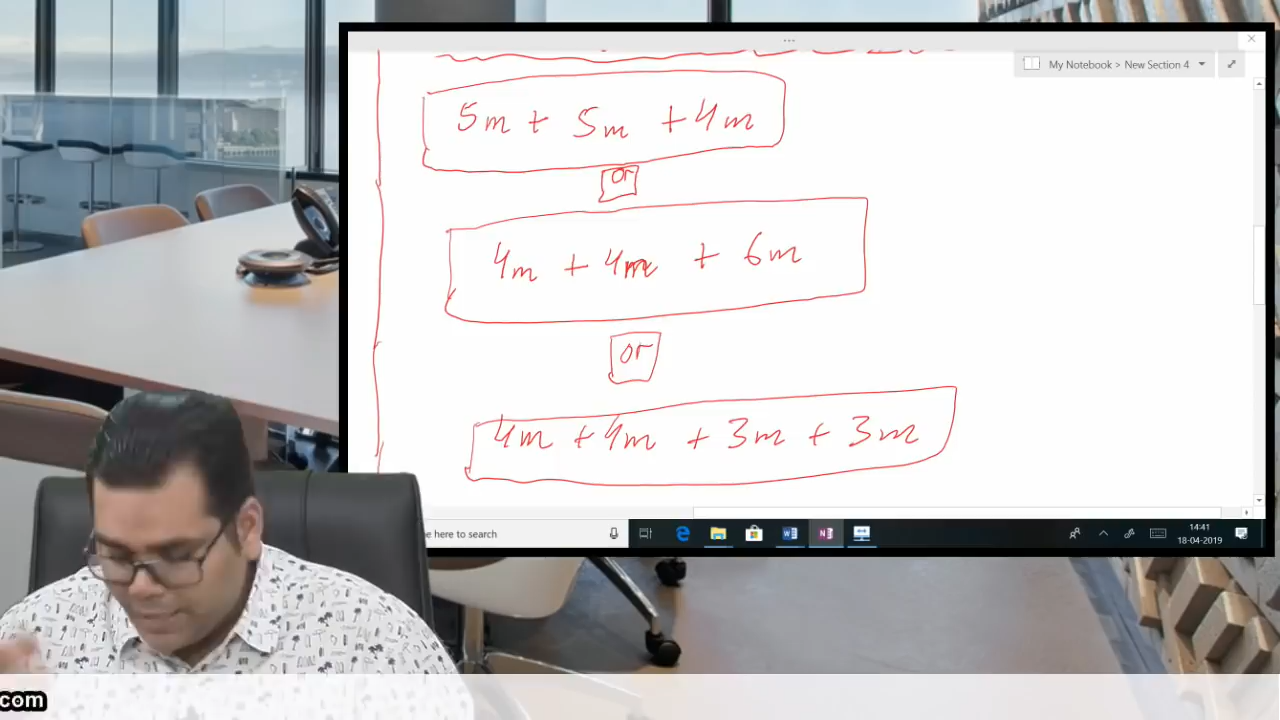 My Notebook > New Section 4
5m + 5m + 4m
or
4m + 4m + 6m
or
4m + 4m + 3m + 3m
e here to search
14:41
18-04-2019
com